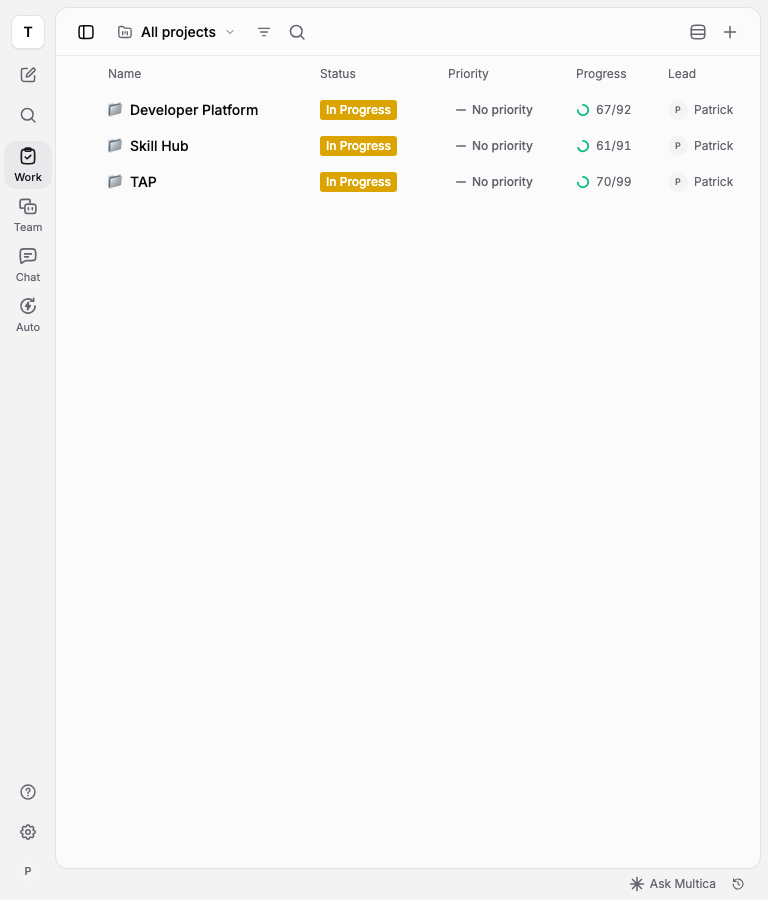 T
All projects
Name Status Priority Progress Lead
Developer Platform In Progress No priority 67/92 P Patrick
Skill Hub In Progress No priority 61/91 P Patrick
TAP In Progress No priority 70/99 P Patrick
Work
Team
Chat
Auto
P
Ask Multica